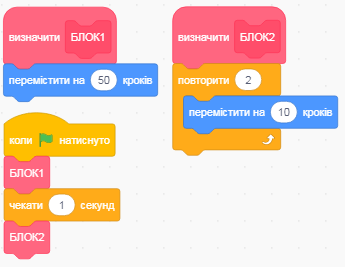 визначити БЛОК1
перемістити на 50 кроків
коли натиснуто
БЛОК1
чекати 1 секунд
БЛОК2
визначити БЛОК2
повторити 2
перемістити на 10 кроків